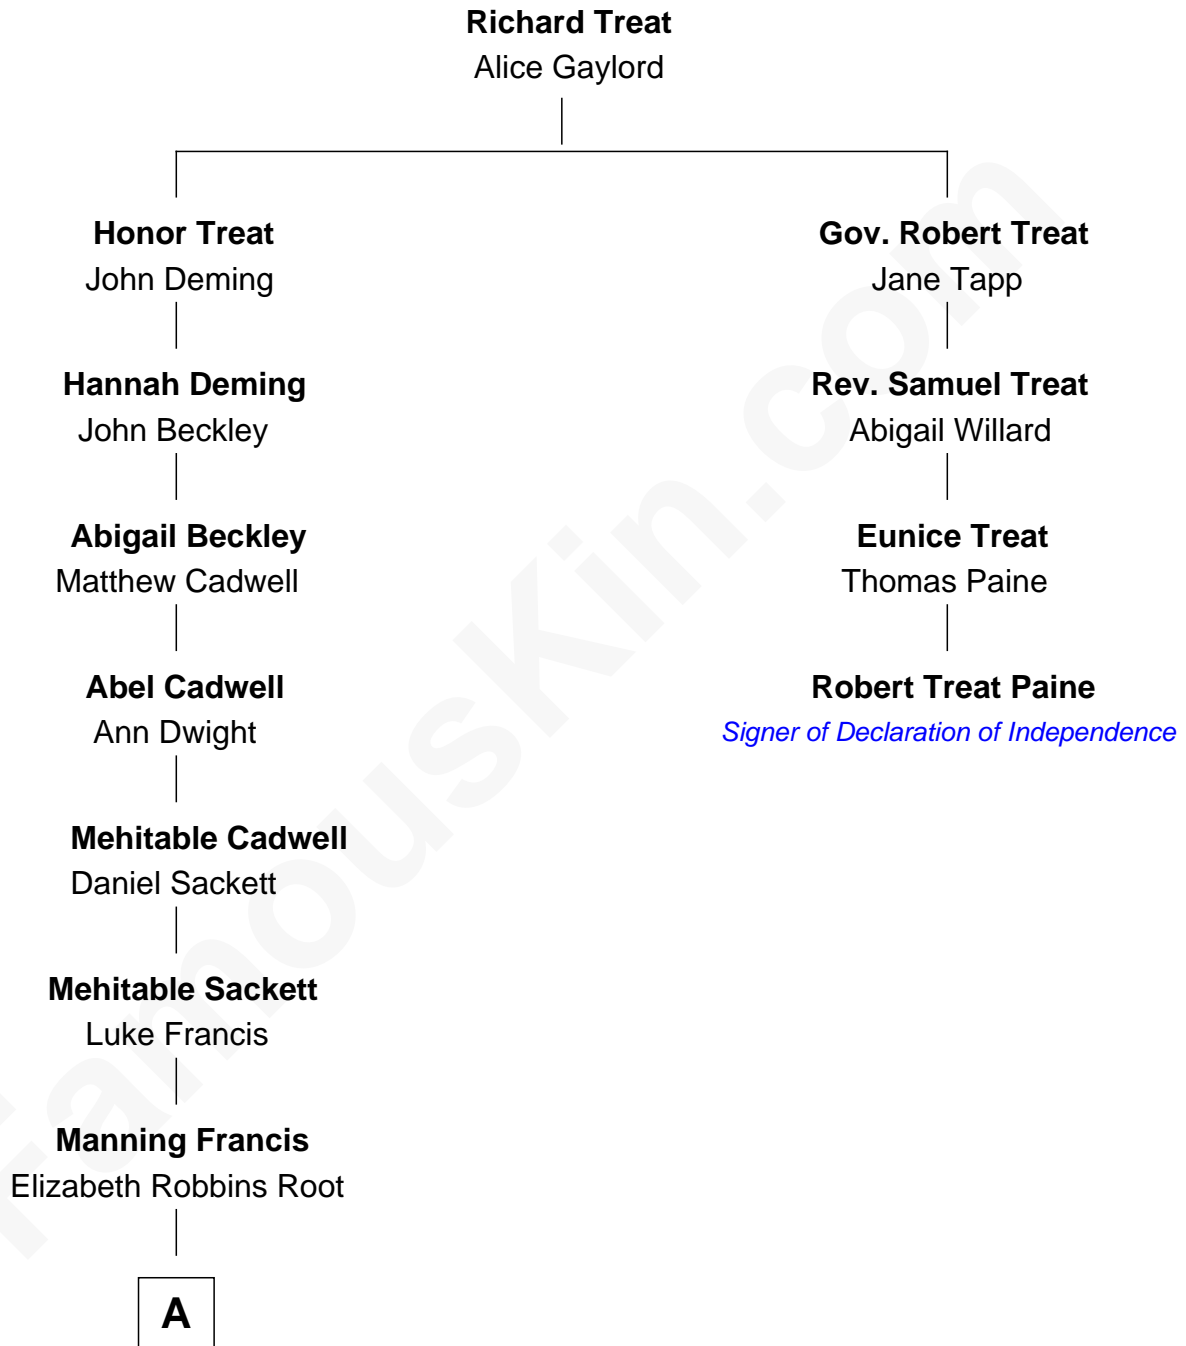 Richard Treat
Alice Gaylord
Honor Treat
John Deming
Gov. Robert Treat
Jane Tapp
Hannah Deming
John Beckley
Rev. Samuel Treat
Abigail Willard
Abigail Beckley
Matthew Cadwell
Eunice Treat
Thomas Paine
Abel Cadwell
Ann Dwight
Robert Treat Paine
Signer of Declaration of Independence
Mehitable Cadwell
Daniel Sackett
Mehitable Sackett
Luke Francis
Manning Francis
Elizabeth Robbins Root
A
famouskin.com